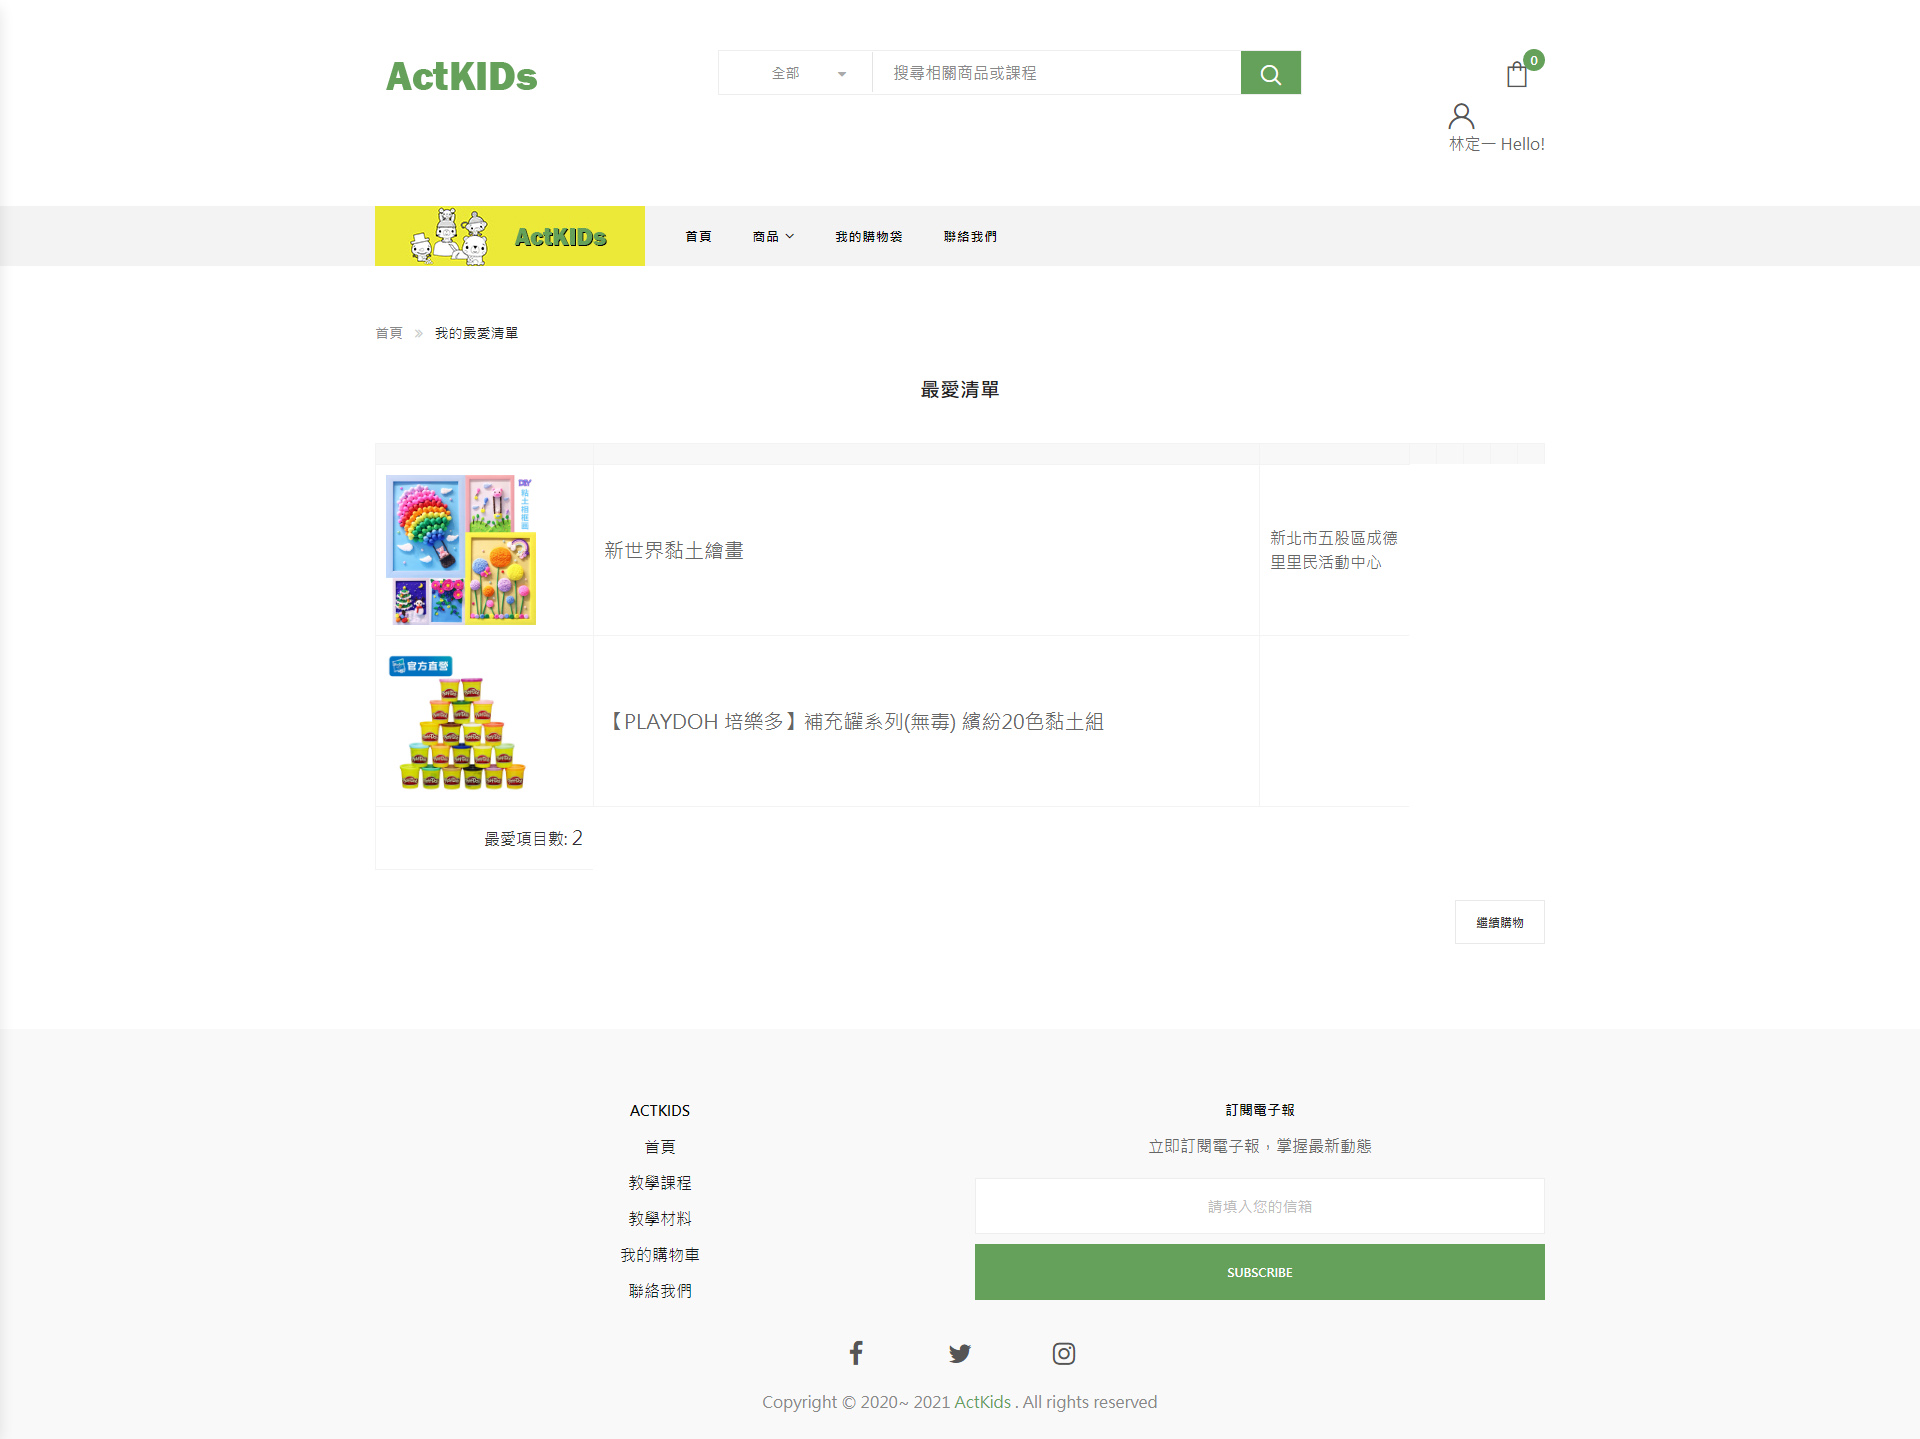 ActKIDs
全部
搜尋相關商品或課程
0
林定一 Hello!
ActKIDs
首頁
商品
我的購物袋
聯絡我們
首頁 » 我的最愛清單
最愛清單
DIY
黏土相框畫
新世界黏土繪畫
新北市五股區成德
里里民活動中心
官方直營
【PLAYDOH 培樂多】補充罐系列(無毒) 繽紛20色黏土組
最愛項目數: 2
繼續購物
ACTKIDS
首頁
教學課程
教學材料
我的購物車
聯絡我們
訂閱電子報
立即訂閱電子報，掌握最新動態
請填入您的信箱
SUBSCRIBE
Copyright © 2020~ 2021 ActKids . All rights reserved